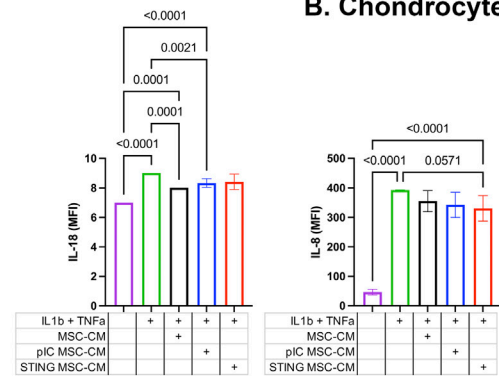 B. Chondrocyte
<0.0001
0.0021
0.0001
0.0001
<0.0001
10
8
6
4
2
0
IL-18 (MFI)
IL1b + TNFa + + + +
MSC-CM +
pIC MSC-CM +
STING MSC-CM +
<0.0001
<0.0001 0.0571
500
400
300
200
100
0
IL-8 (MFI)
IL1b + TNFa + + + +
MSC-CM +
pIC MSC-CM +
STING MSC-CM +